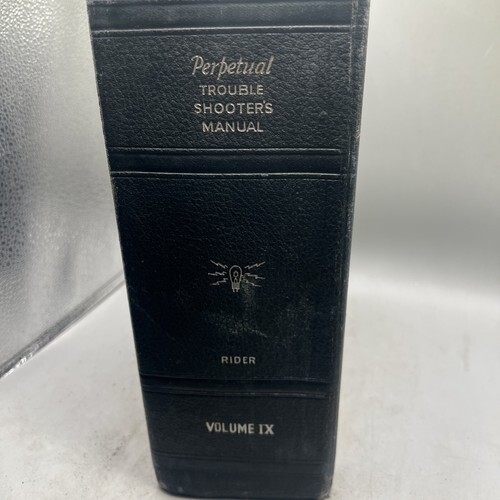 Perpetual
TROUBLE
SHOOTER'S
MANUAL
RIDER
VOLUME IX